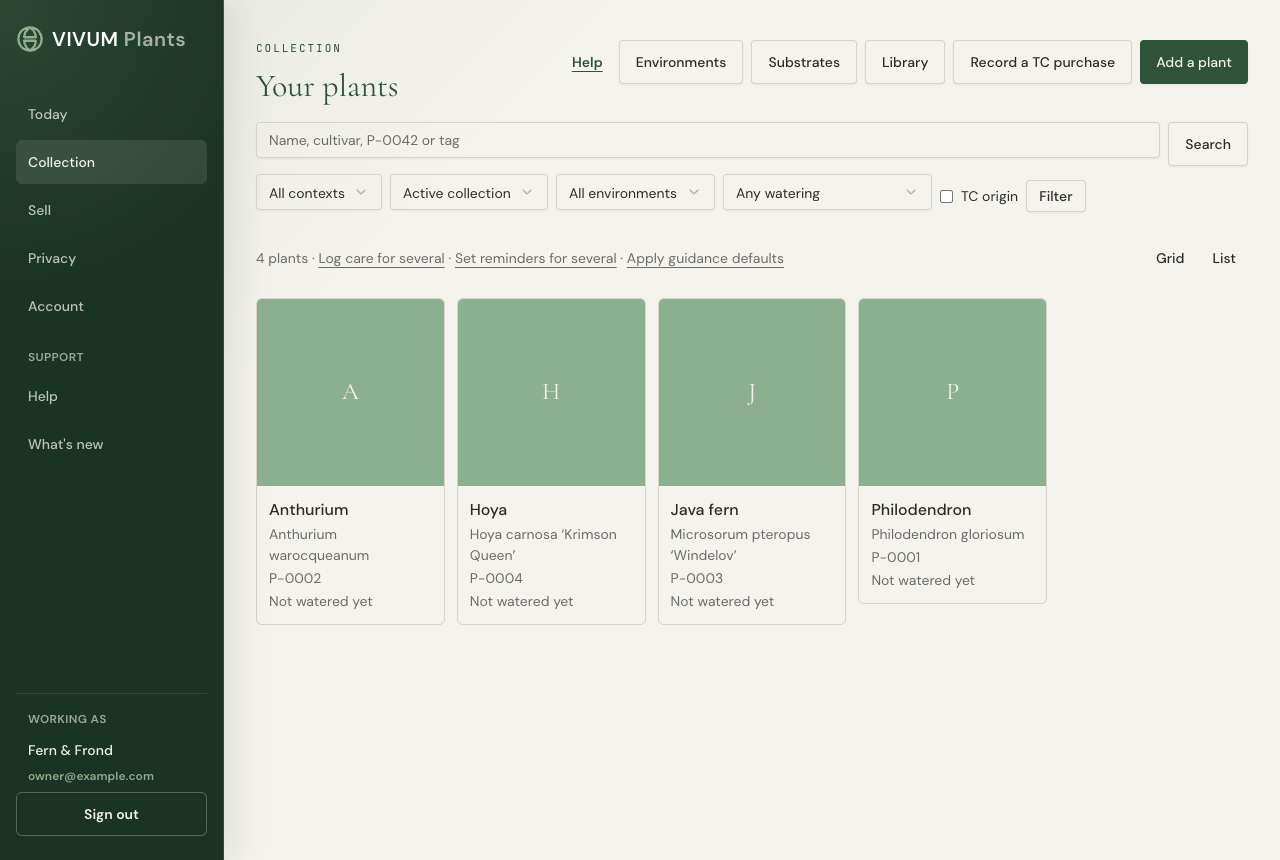 VIVUM Plants
Today
Collection
Sell
Privacy
Account
SUPPORT
Help
What's new
WORKING AS
Fern & Frond
owner@example.com
Sign out
COLLECTION
Your plants
Help
Environments
Substrates
Library
Record a TC purchase
Add a plant
Name, cultivar, P-0042 or tag
Search
All contexts
Active collection
All environments
Any watering
TC origin
Filter
4 plants · Log care for several · Set reminders for several · Apply guidance defaults
Grid
List
A
Anthurium
Anthurium
warocqueanum
P-0002
Not watered yet
H
Hoya
Hoya carnosa ‘Krimson
Queen’
P-0004
Not watered yet
J
Java fern
Microsorum pteropus
‘Windelov’
P-0003
Not watered yet
P
Philodendron
Philodendron gloriosum
P-0001
Not watered yet